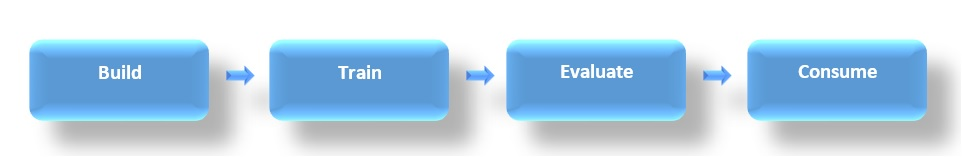 Build
Train
Evaluate
Consume